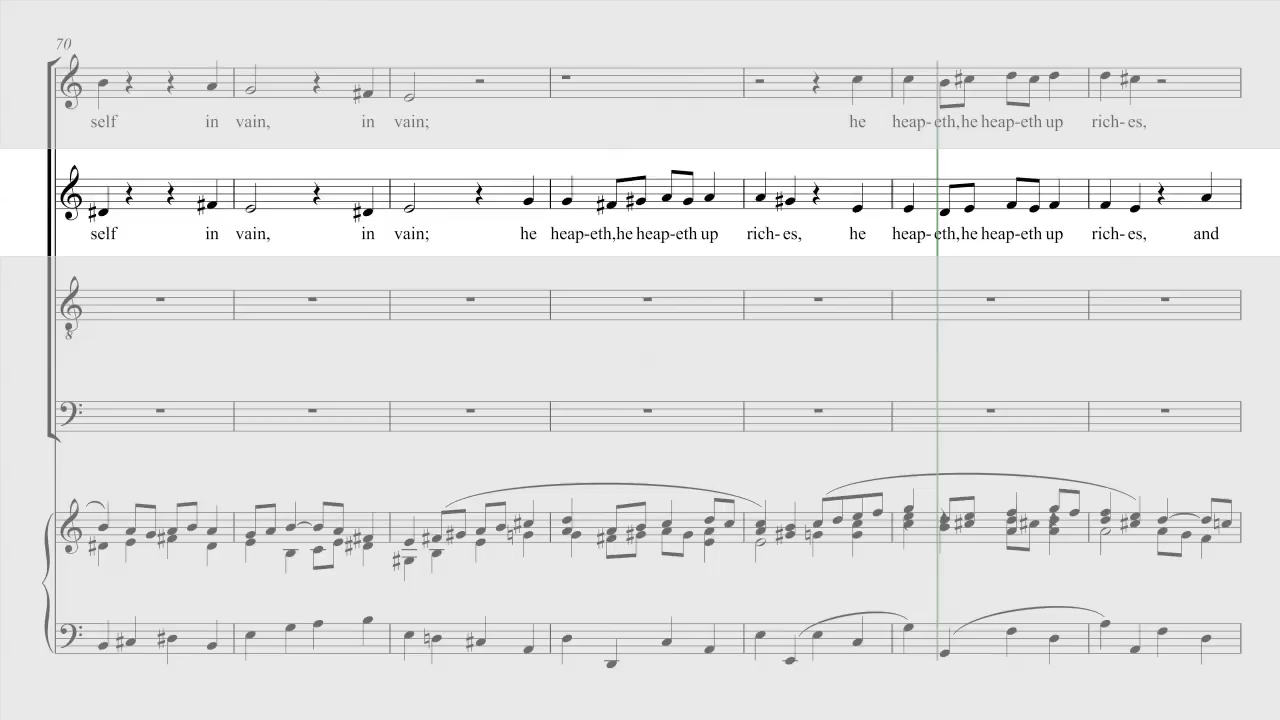 70
self in vain, in vain; he heap- eth, he heap-eth up rich- es,
self in vain, in vain; he heap-eth, he heap-eth up rich- es, he heap- eth, he heap-eth up rich- es, and
8